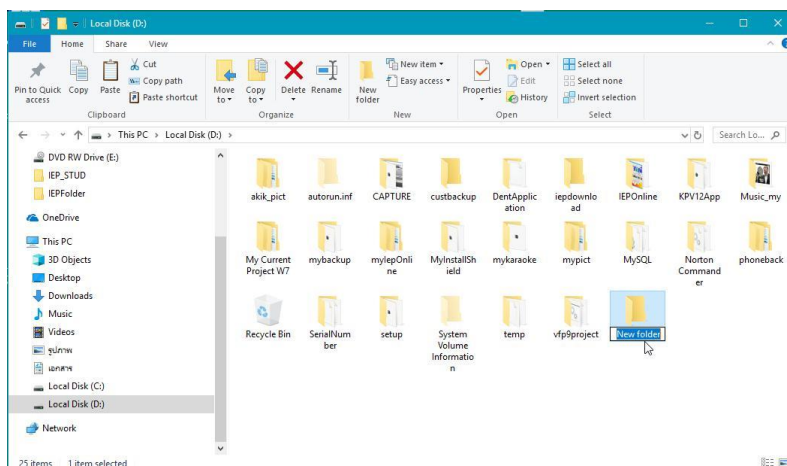 Local Disk (D:)
File Home Share View
Pin to Quick access
Copy
Paste
Cut
Copy path
Paste shortcut
Clipboard
Move to
Copy to
Delete
Rename
Organize
New folder
New item
Easy access
New
Properties
Open
Edit
History
Open
Select all
Select none
Invert selection
Select
This PC > Local Disk (D:) >
Search Lo...
DVD RW Drive (E:)
IEP_STUD
IEPFolder
OneDrive
This PC
3D Objects
Desktop
Downloads
Music
Videos
รูปภาพ
เอกสาร
Local Disk (C:)
Local Disk (D:)
Network
akik_pict
autorun.inf
CAPTURE
custbackup
DentApplic
ation
iepdownlo
ad
IEPOnline
KPV12App
Music_my
My Current
Project W7
mybackup
myIepOnli
ne
MyInstallSh
ield
mykaraoke
mypict
MySQL
Norton
Command
er
phoneback
Recycle Bin
SerialNum
ber
setup
System
Volume
Informatio
n
temp
vfp9project
New folder
25 items 1 item selected